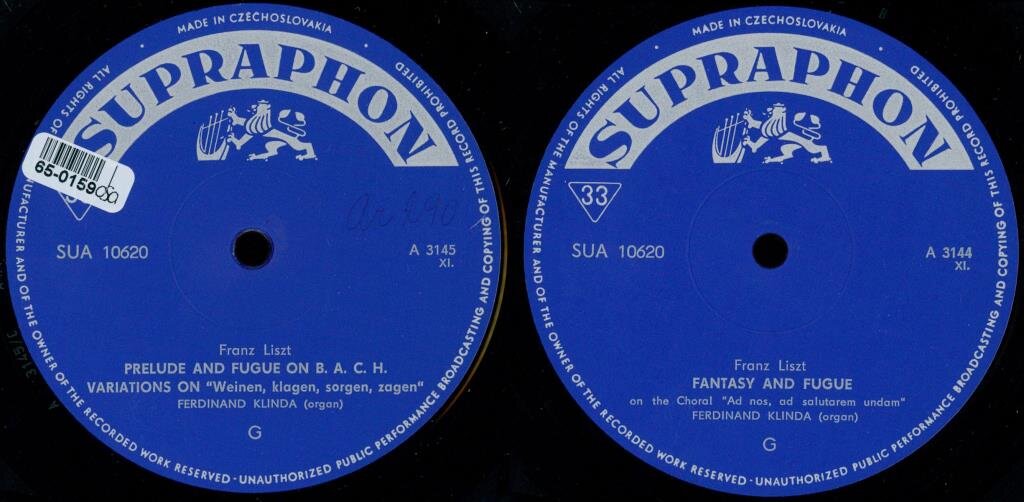 · MADE IN CZECHOSLOVAKIA ·
SUPRAPHON
ALL RIGHTS OF
MANUFACTURER AND OF THE OWNER OF THE RECORDED WORK RESERVED · UNAUTHORIZED PUBLIC PERFORMANCE BROADCASTING AND COPYING OF THIS RECORD PROHIBITED
65-0159
SUA 10620
A 3145
XI.
Franz Liszt
PRELUDE AND FUGUE ON B. A. C. H.
VARIATIONS ON "Weinen, klagen, sorgen, zagen"
FERDINAND KLINDA (organ)
G
· MADE IN CZECHOSLOVAKIA ·
SUPRAPHON
ALL RIGHTS OF THE MANUFACTURER AND OF THE OWNER OF THE RECORDED WORK RESERVED · UNAUTHORIZED PUBLIC PERFORMANCE BROADCASTING AND COPYING OF THIS RECORD PROHIBITED
33
SUA 10620
A 3144
XI.
Franz Liszt
FANTASY AND FUGUE
on the Choral "Ad nos, ad salutarem undam"
FERDINAND KLINDA (organ)
G